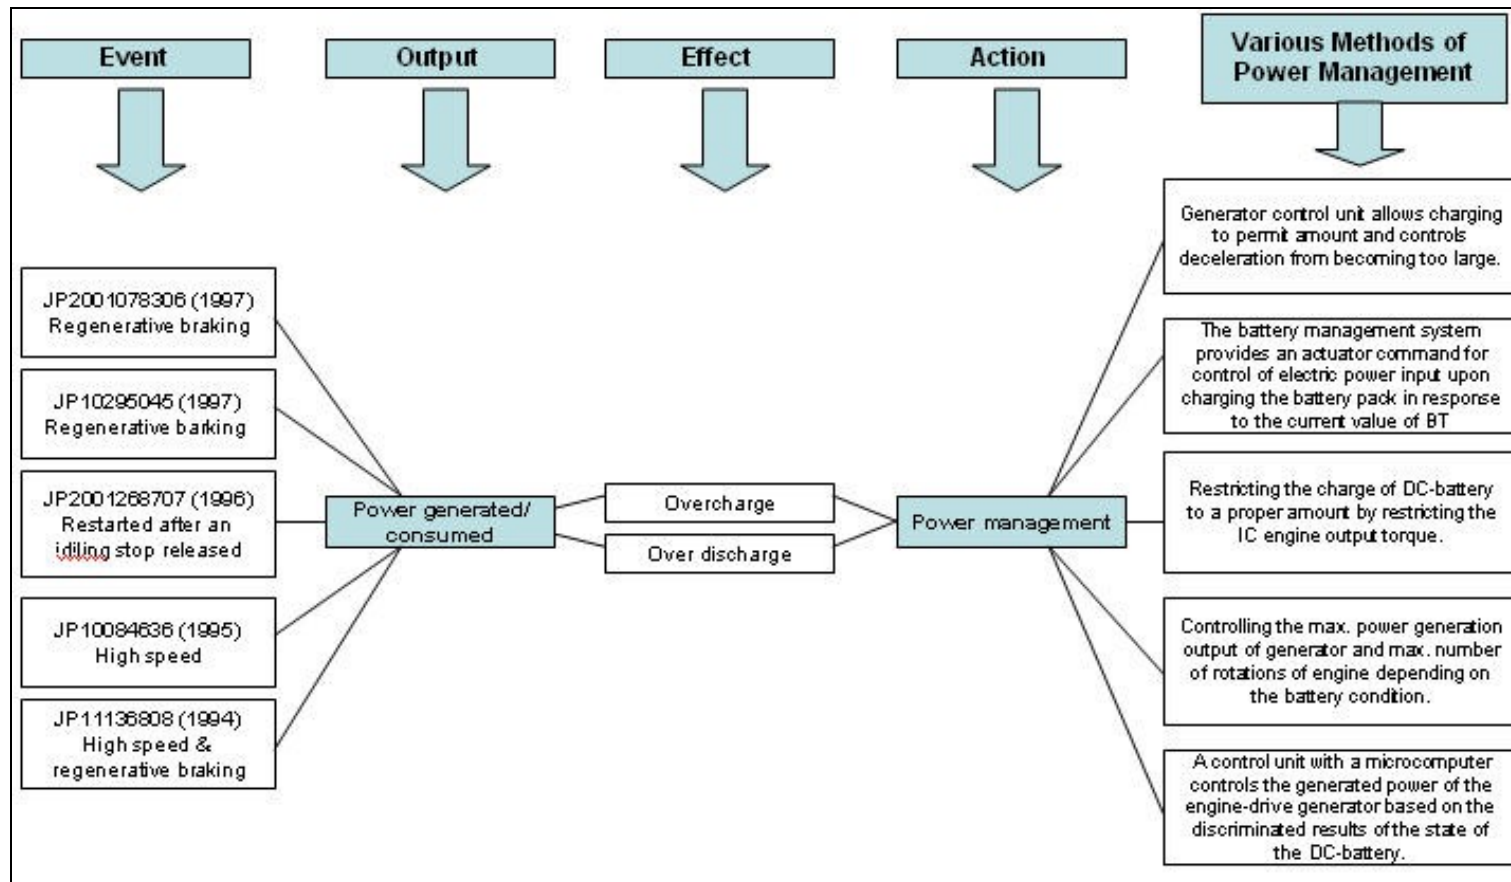 Event
Output
Effect
Action
Various Methods of
Power Management
JP2001078306 (1997)
Regenerative braking
JP10295045 (1997)
Regenerative barking
JP2001268707 (1996)
Restarted after an
idiling stop released
JP10084636 (1995)
High speed
JP11136808 (1994)
High speed &
regenerative braking
Power generated/
consumed
Overcharge
Over discharge
Power management
Generator control unit allows charging
to permit amount and controls
deceleration from becoming too large.
The battery management system
provides an actuator command for
control of electric power input upon
charging the battery pack in response
to the current value of BT
Restricting the charge of DC-battery
to a proper amount by restricting the
IC engine output torque.
Controlling the max. power generation
output of generator and max. number
of rotations of engine depending on
the battery condition.
A control unit with a microcomputer
controls the generated power of the
engine-drive generator based on the
discriminated results of the state of
the DC-battery.